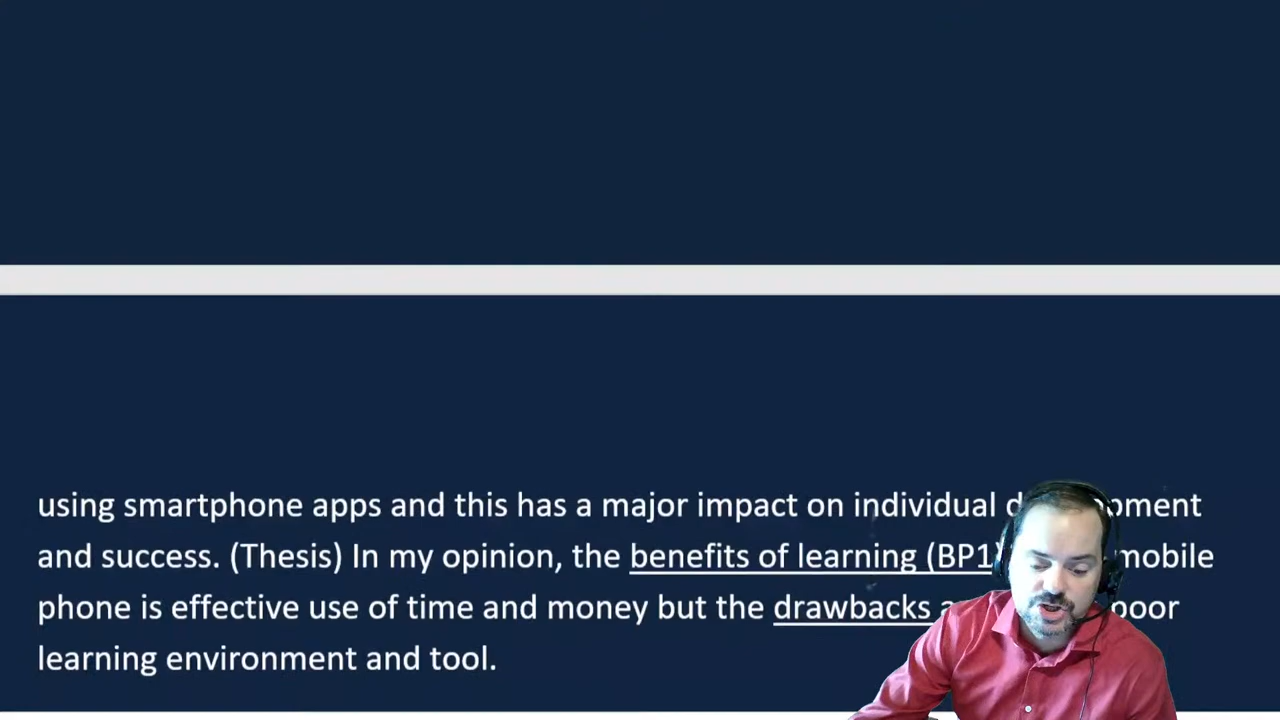 using smartphone apps and this has a major impact on individual
and success. (Thesis) In my opinion, the benefits of learning (BP1) mobile
phone is effective use of time and money but the drawbacks poor
learning environment and tool.